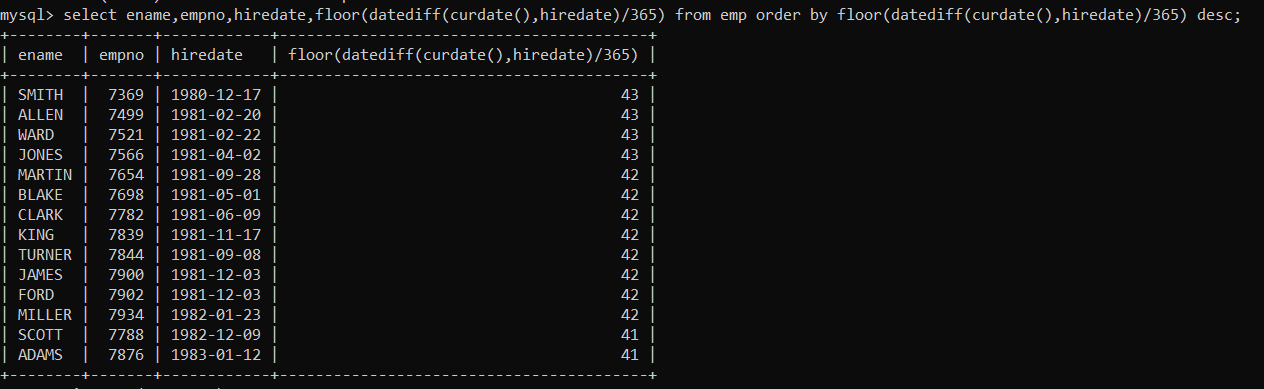 mysql> select ename,empno,hiredate,floor(datediff(curdate(),hiredate)/365) from emp order by floor(datediff(curdate(),hiredate)/365) desc;
+--------+-------+------------+-----------------------------------------+
| ename  | empno | hiredate   | floor(datediff(curdate(),hiredate)/365) |
+--------+-------+------------+-----------------------------------------+
| SMITH  |  7369 | 1980-12-17 |                                      43 |
| ALLEN  |  7499 | 1981-02-20 |                                      43 |
| WARD   |  7521 | 1981-02-22 |                                      43 |
| JONES  |  7566 | 1981-04-02 |                                      43 |
| MARTIN |  7654 | 1981-09-28 |                                      42 |
| BLAKE  |  7698 | 1981-05-01 |                                      42 |
| CLARK  |  7782 | 1981-06-09 |                                      42 |
| KING   |  7839 | 1981-11-17 |                                      42 |
| TURNER |  7844 | 1981-09-08 |                                      42 |
| JAMES  |  7900 | 1981-12-03 |                                      42 |
| FORD   |  7902 | 1981-12-03 |                                      42 |
| MILLER |  7934 | 1982-01-23 |                                      42 |
| SCOTT  |  7788 | 1982-12-09 |                                      41 |
| ADAMS  |  7876 | 1983-01-12 |                                      41 |
+--------+-------+------------+-----------------------------------------+